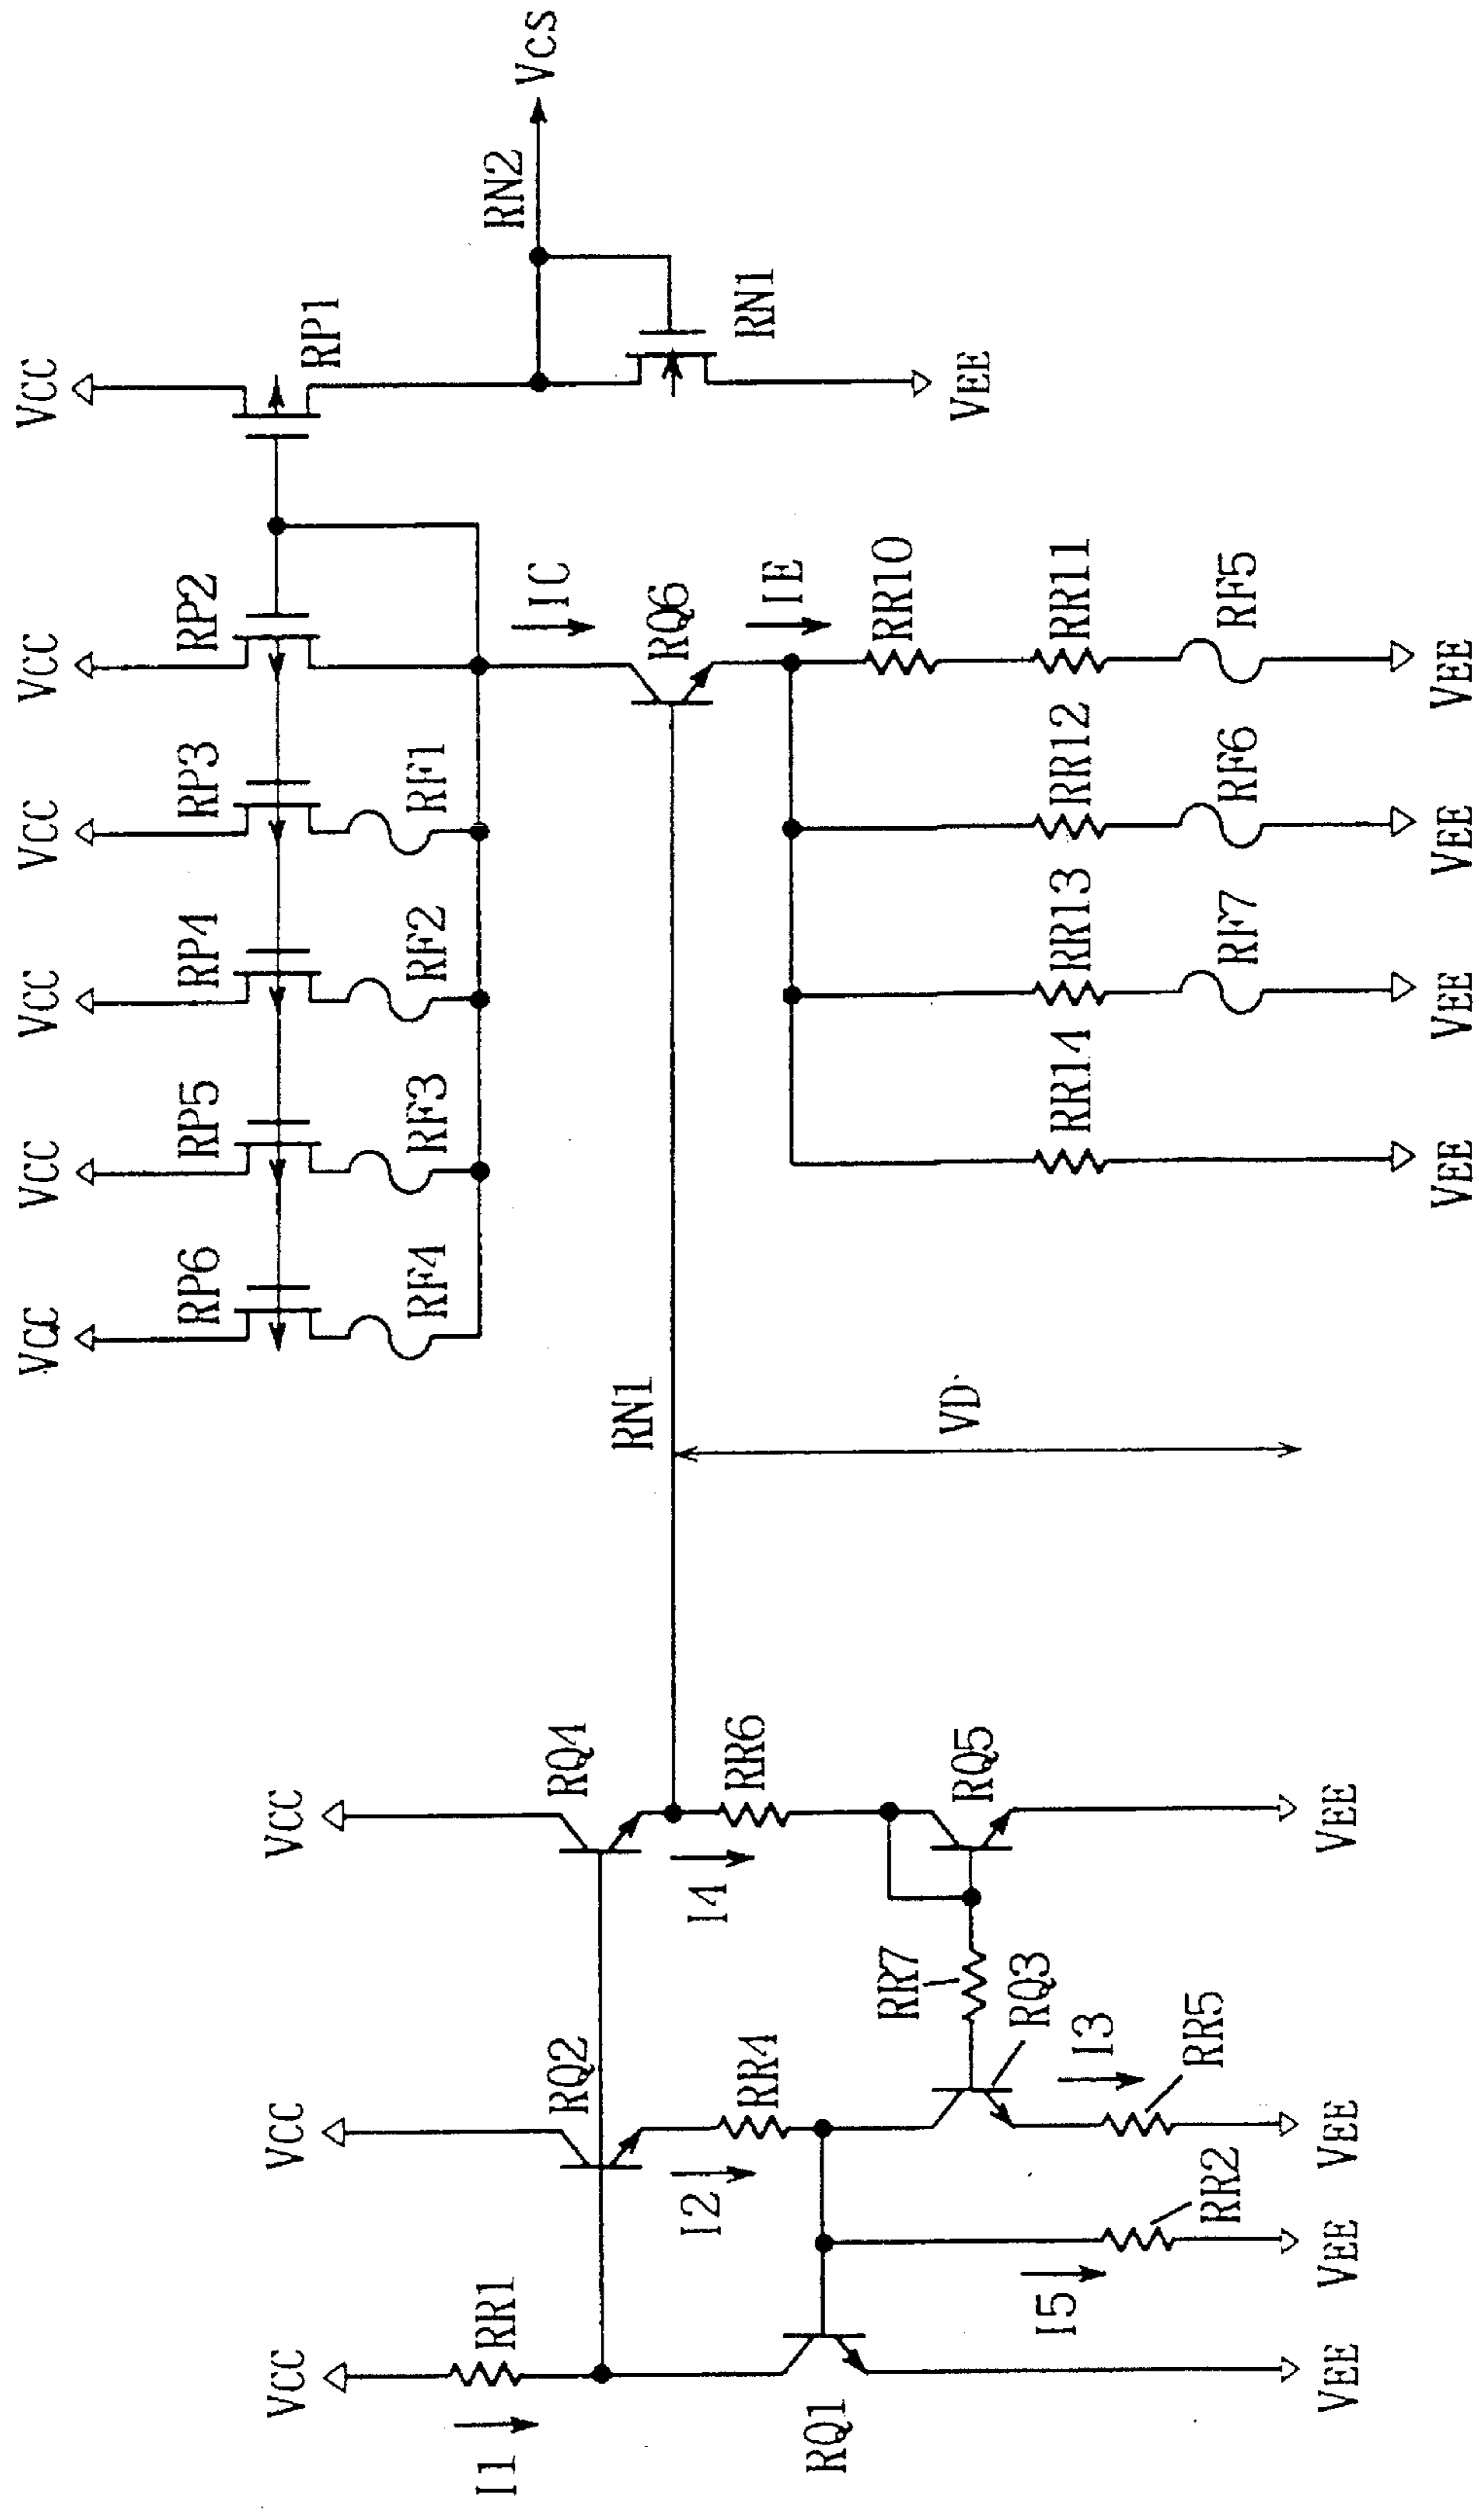 VCC
VCC
VCC
VCC
VCC
VCC
RP6
RP5
RP4
RP3
RP2
RP1
RF4
RF3
RF2
RF1
IC
RN2
VCS
VCC
VCC
VCC
I1
RR1
RQ2
RQ4
RN1
RQ6
RN1
I2
RR4
I4
RR6
IE
RQ1
RR7
RQ5
VD
RR10
VEE
I5
RQ3
I3
RR14
RR13
RR12
RR11
RR2
RR5
RF7
RF6
RF5
VEE
VEE
VEE
VEE
VEE
VEE
VEE
VEE